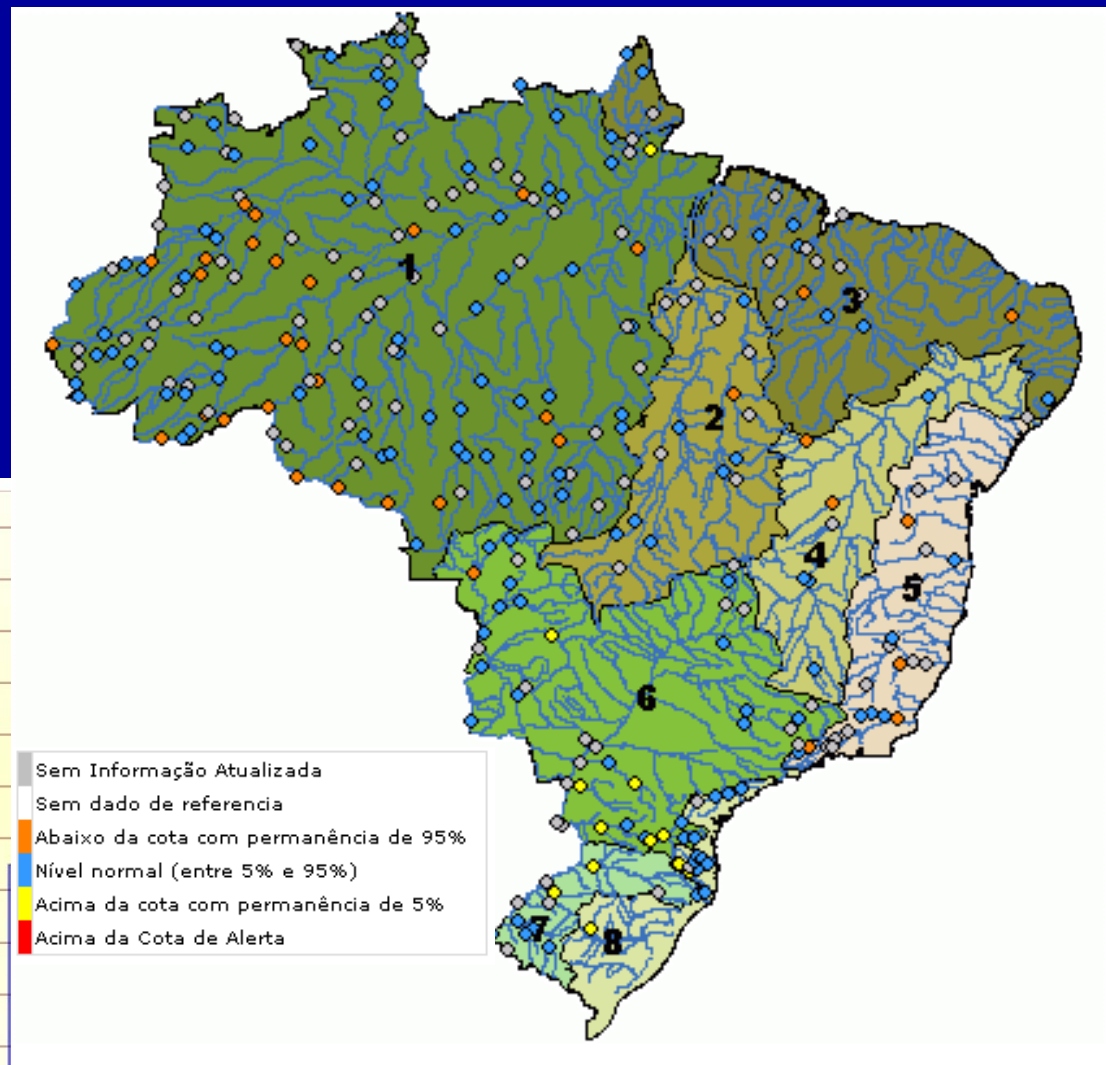 1
3
2
4
5
6
7
8
Sem Informação Atualizada
Sem dado de referencia
Abaixo da cota com permanência de 95%
Nível normal (entre 5% e 95%)
Acima da cota com permanência de 5%
Acima da Cota de Alerta